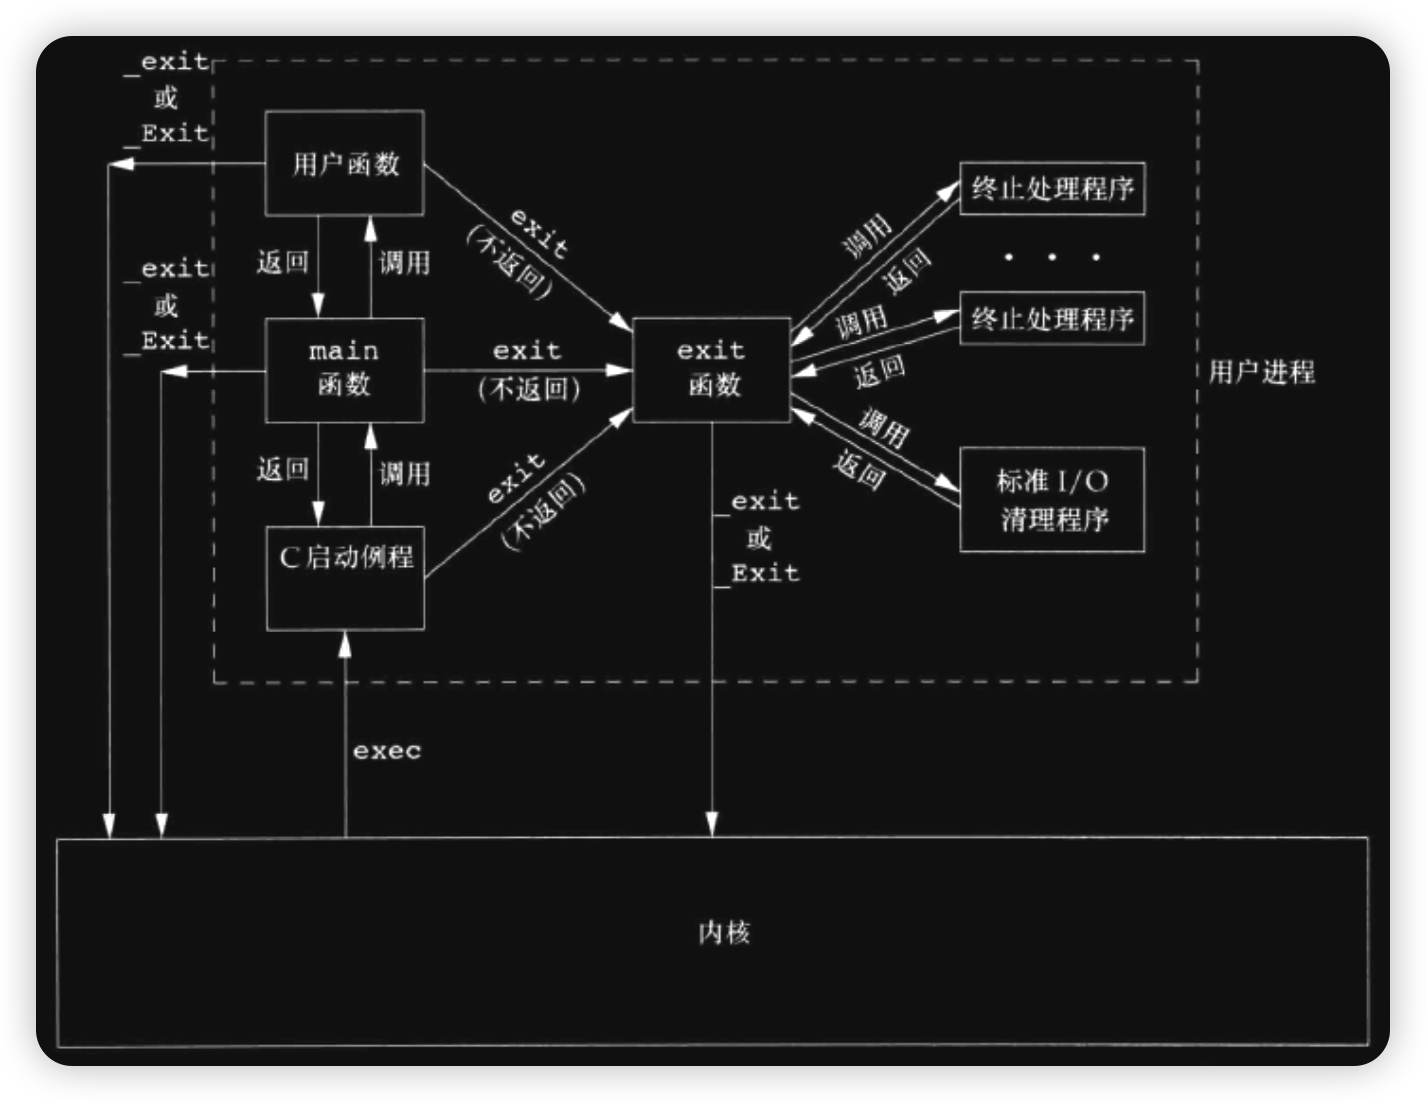 _exit
或
_Exit
用户函数
终止处理程序
exit
(不返回)
调用
返回
返回
调用
_exit
或
_Exit
调用
返回
终止处理程序
main
函数
exit
(不返回)
exit
函数
用户进程
调用
返回
返回
调用
exit
(不返回)
标准 I/O
清理程序
_exit
或
_Exit
C 启动例程
exec
内核